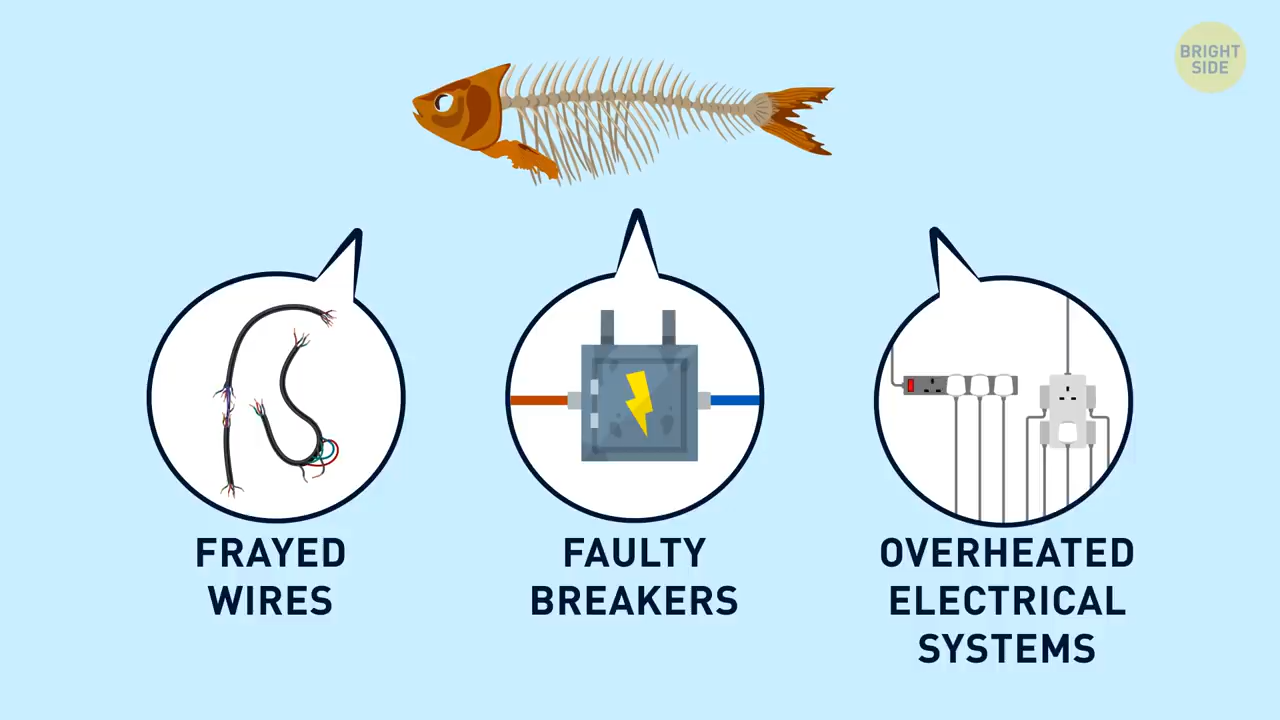 BRIGHT
SIDE
FRAYED
WIRES
FAULTY
BREAKERS
OVERHEATED
ELECTRICAL
SYSTEMS